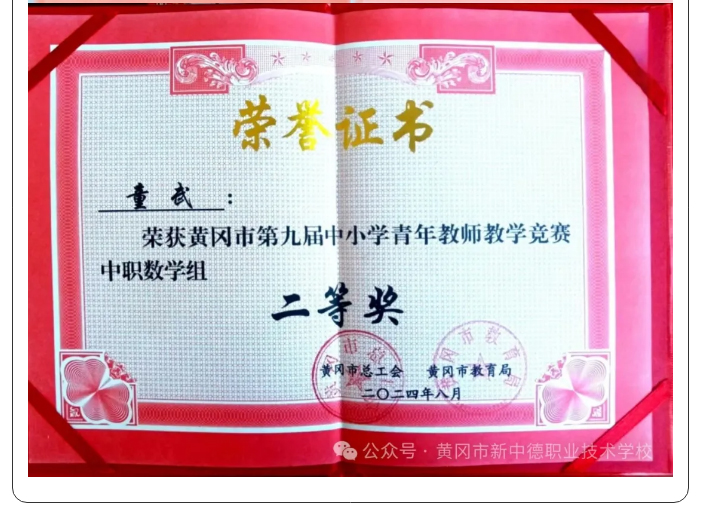 荣誉证书
童武：
荣获黄冈市第九届中小学青年教师教学竞赛
中职数学组
二等奖
黄冈市总工会 黄冈市教育局
二〇二四年八月
公众号·黄冈市新中德职业技术学校